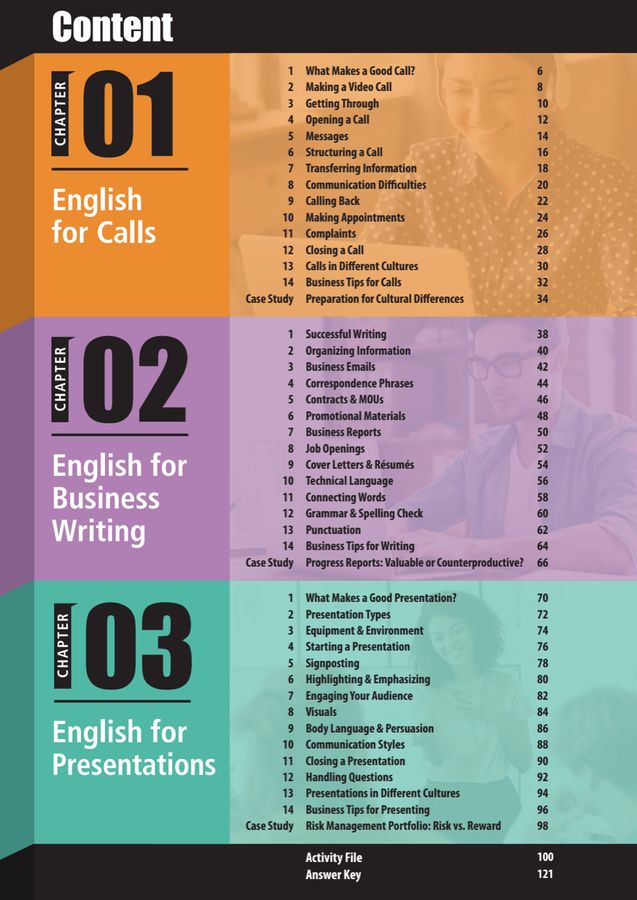 Content
CHAPTER 01
English
for Calls
1 What Makes a Good Call? 6
2 Making a Video Call 8
3 Getting Through 10
4 Opening a Call 12
5 Messages 14
6 Structuring a Call 16
7 Transferring Information 18
8 Communication Difficulties 20
9 Calling Back 22
10 Making Appointments 24
11 Complaints 26
12 Closing a Call 28
13 Calls in Different Cultures 30
14 Business Tips for Calls 32
Case Study Preparation for Cultural Differences 34
CHAPTER 02
English for
Business
Writing
1 Successful Writing 38
2 Organizing Information 40
3 Business Emails 42
4 Correspondence Phrases 44
5 Contracts & MOUs 46
6 Promotional Materials 48
7 Business Reports 50
8 Job Openings 52
9 Cover Letters & Résumés 54
10 Technical Language 56
11 Connecting Words 58
12 Grammar & Spelling Check 60
13 Punctuation 62
14 Business Tips for Writing 64
Case Study Progress Reports: Valuable or Counterproductive? 66
CHAPTER 03
English for
Presentations
1 What Makes a Good Presentation? 70
2 Presentation Types 72
3 Equipment & Environment 74
4 Starting a Presentation 76
5 Signposting 78
6 Highlighting & Emphasizing 80
7 Engaging Your Audience 82
8 Visuals 84
9 Body Language & Persuasion 86
10 Communication Styles 88
11 Closing a Presentation 90
12 Handling Questions 92
13 Presentations in Different Cultures 94
14 Business Tips for Presenting 96
Case Study Risk Management Portfolio: Risk vs. Reward 98
Activity File 100
Answer Key 121